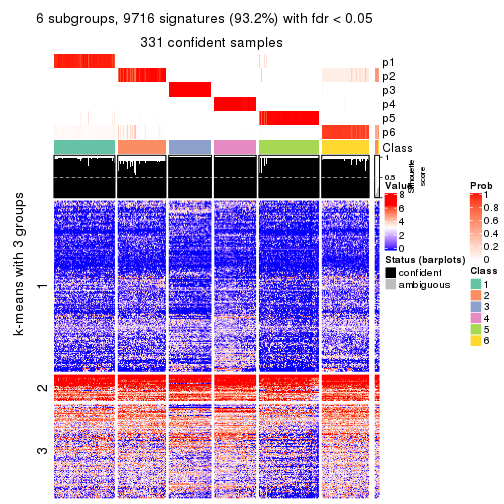 6 subgroups, 9716 signatures (93.2%) with fdr < 0.05
331 confident samples
p1
p2
p3
p4
p5
p6
Class
1
0.5
0
Silhouette
score
k-means with 3 groups
1
2
3
Value
8
6
4
2
0
Status (barplots)
confident
ambiguous
Prob
1
0.8
0.6
0.4
0.2
0
Class
1
2
3
4
5
6